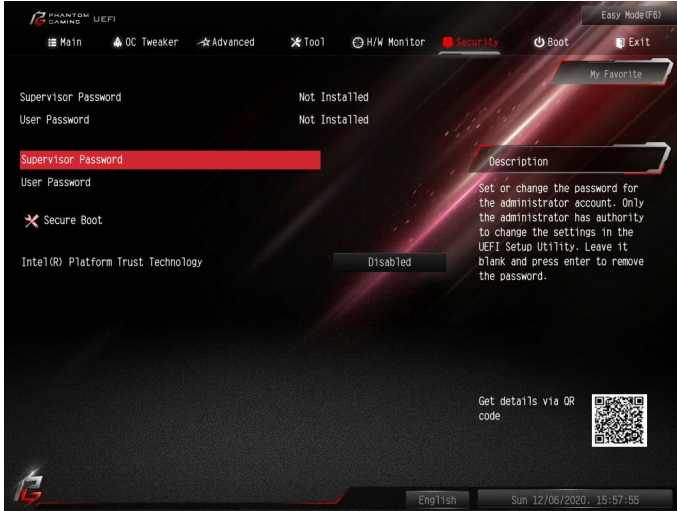 PHANTOM GAMING UEFI
Easy Mode(F6)
Main OC Tweaker Advanced Tool H/W Monitor Security Boot Exit
My Favorite
Supervisor Password Not Installed
User Password Not Installed
Supervisor Password
User Password
Secure Boot
Intel(R) Platform Trust Technology Disabled
Description
Set or change the password for
the administrator account. Only
the administrator has authority
to change the settings in the
UEFI Setup Utility. Leave it
blank and press enter to remove
the password.
Get details via QR
code
English Sun 12/06/2020. 15:57:55